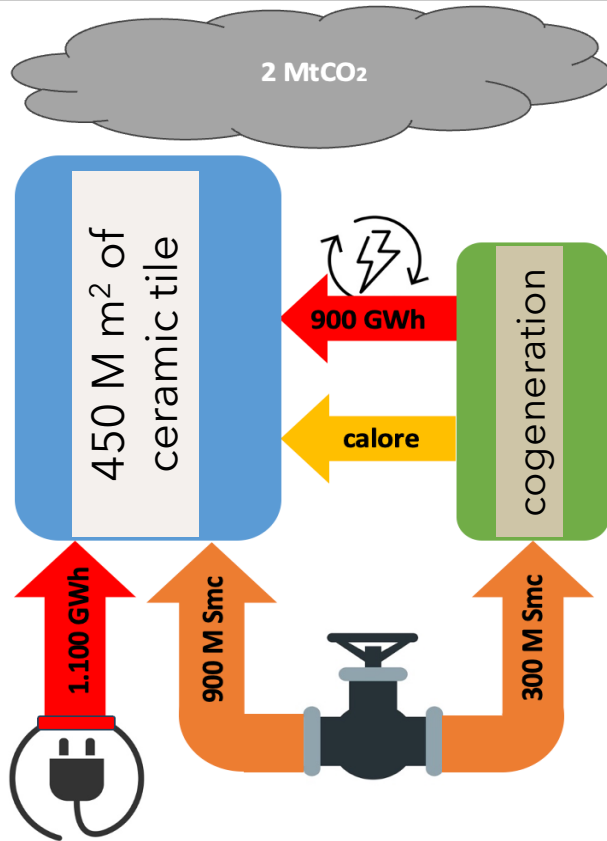 2 MtCO₂
450 M m² of
ceramic tile
900 GWh
calore
cogeneration
1.100 GWh
900 M Smc
300 M Smc